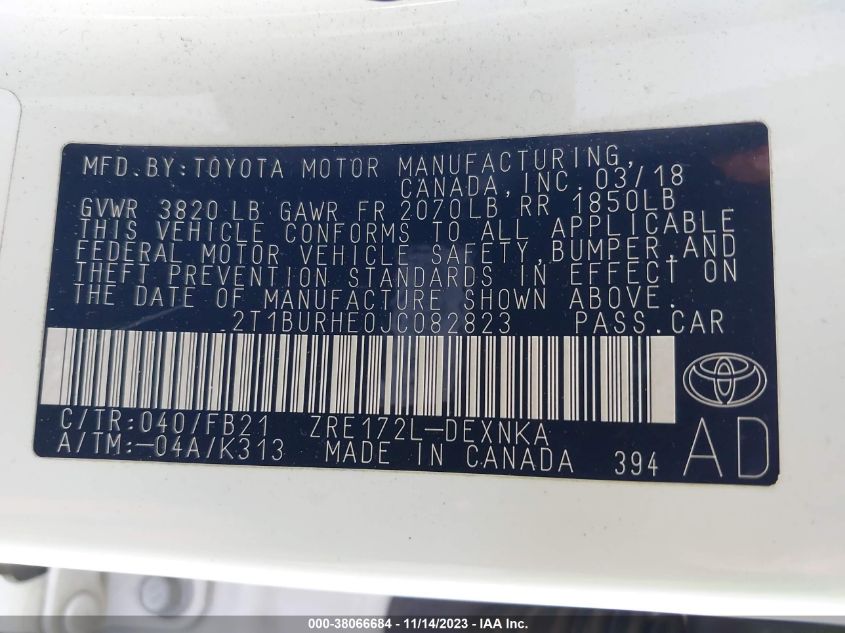 MFD.BY:TOYOTA MOTOR MANUFACTURING,
CANADA,INC. 03/18
GVWR 3820 LB GAWR FR 2070LB RR 1850LB
THIS VEHICLE CONFORMS TO ALL APPLICABLE
FEDERAL MOTOR VEHICLE SAFETY,BUMPER,AND
THEFT PREVENTION STANDARDS IN EFFECT ON
THE DATE OF MANUFACTURE SHOWN ABOVE.
2T1BURHE0JC082823 PASS.CAR
C/TR:040/FB21 ZRE172L-DEXNKA
A/TM:-04A/K313 MADE IN CANADA 394 AD
000-38066684 - 11/14/2023 - IAA Inc.